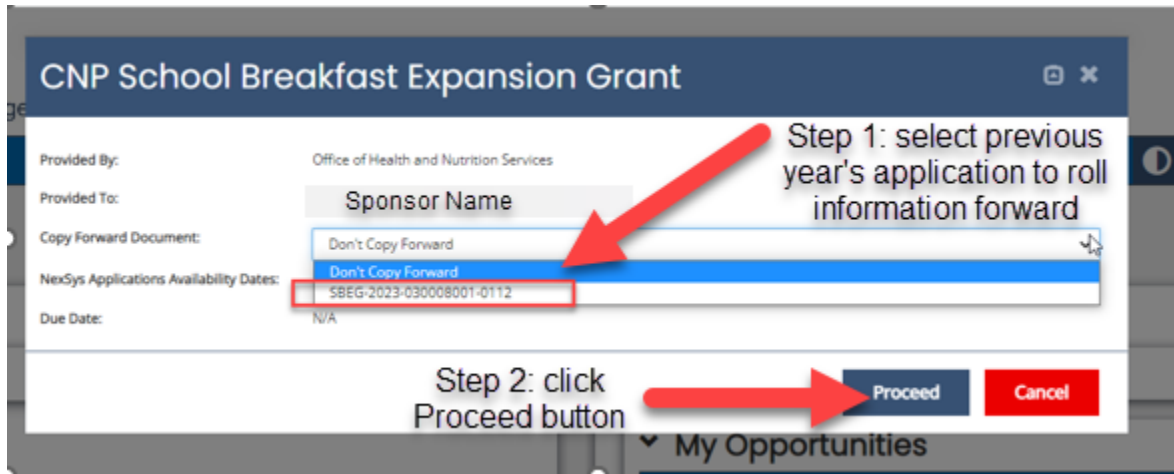 CNP School Breakfast Expansion Grant
ge
Provided By:
Office of Health and Nutrition Services
Step 1: select previous
year's application to roll
information forward
Provided To:
Sponsor Name
Copy Forward Document:
Don't Copy Forward
Don't Copy Forward
NexSys Applications Availability Dates:
SBEG-2023-030008001-0112
Due Date:
N/A
Step 2: click
Proceed button
Proceed
Cancel
My Opportunities